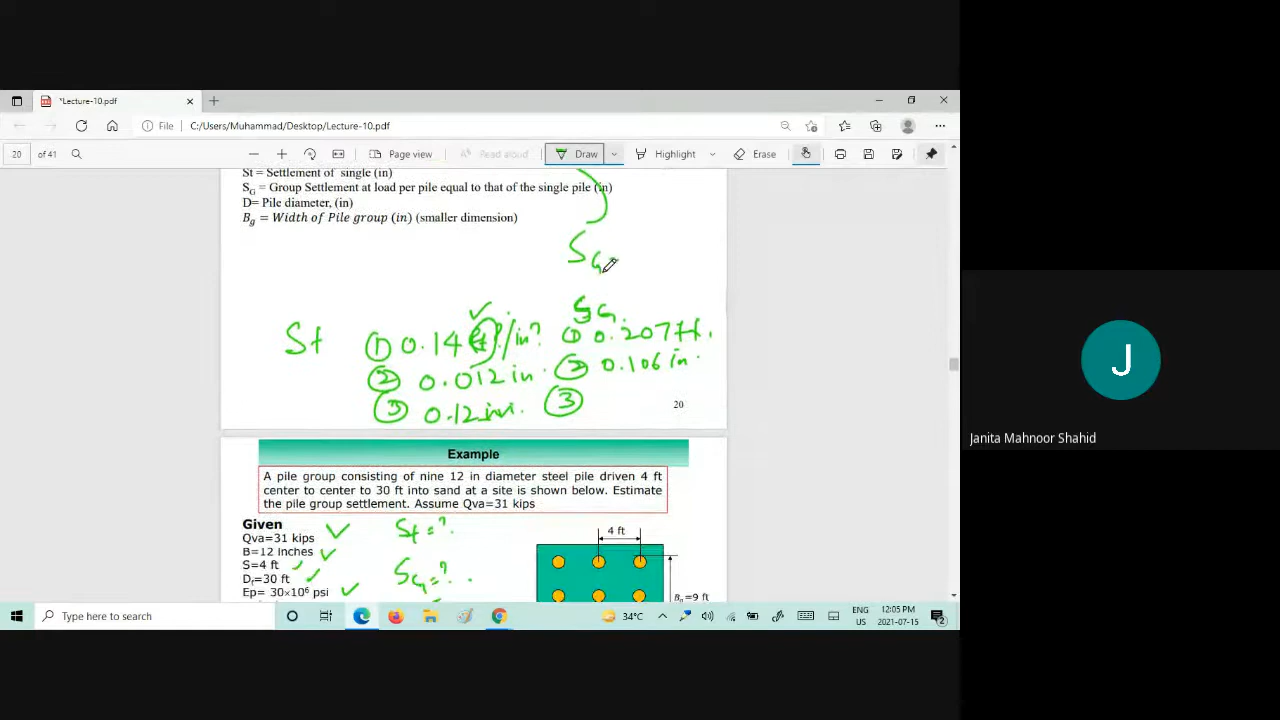 *Lecture-10.pdf
File
C:/Users/Muhammad/Desktop/Lecture-10.pdf
20 of 41
Page view
Read aloud
Draw
Highlight
Erase
St = Settlement of single (in)
SG = Group Settlement at load per pile equal to that of the single pile (in)
D= Pile diameter, (in)
Bg = Width of Pile group (in) (smaller dimension)
SG
SG
St
① 0.14 /in?
① 0.207 ft.
② 0.012 in.
② 0.106 in.
③ 0.12 in.
③
20
Example
A pile group consisting of nine 12 in diameter steel pile driven 4 ft
center to center to 30 ft into sand at a site is shown below. Estimate
the pile group settlement. Assume Qva=31 kips
Given
Qva=31 kips
B=12 inches
S=4 ft
Df=30 ft
Ep= 30×10⁶ psi
St = ?
SG = ?
4 ft
Bg=9 ft
J
Janita Mahnoor Shahid
Type here to search
34°C
ENG
US
12:05 PM
2021-07-15
2